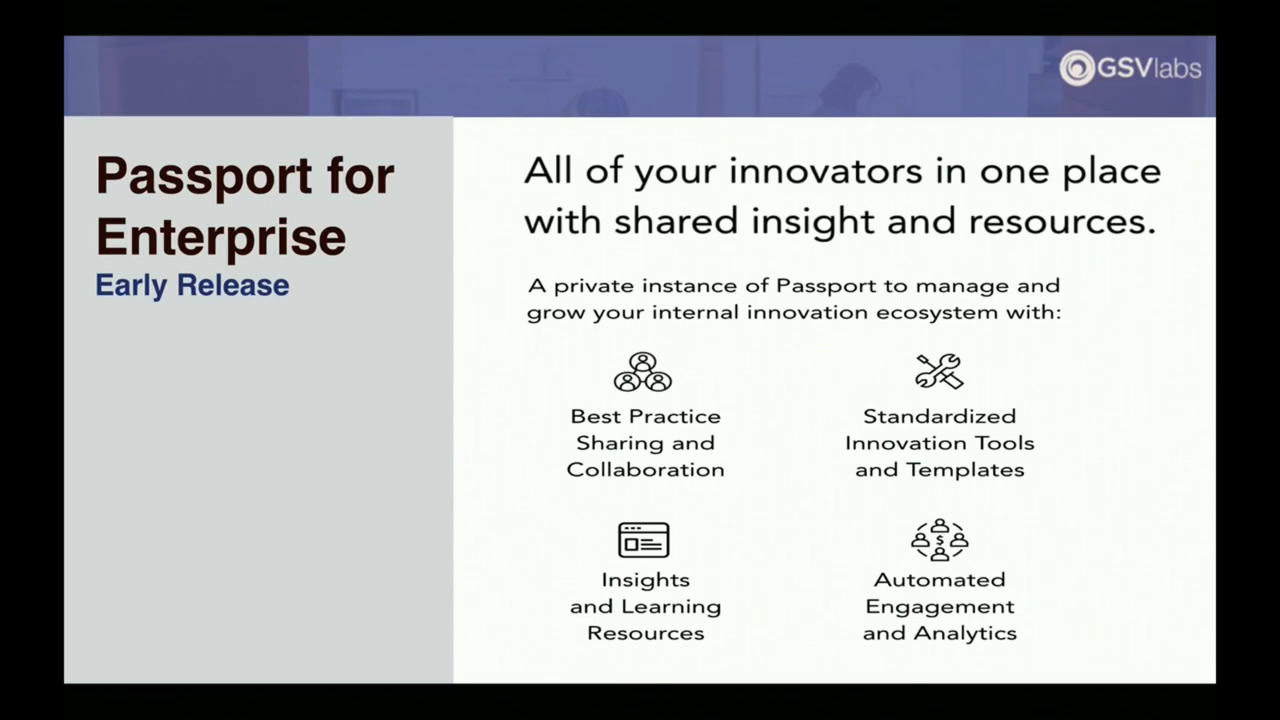 GSVlabs
Passport for
Enterprise
Early Release
All of your innovators in one place
with shared insight and resources.
A private instance of Passport to manage and
grow your internal innovation ecosystem with:
Best Practice
Sharing and
Collaboration
Standardized
Innovation Tools
and Templates
Insights
and Learning
Resources
$
Automated
Engagement
and Analytics